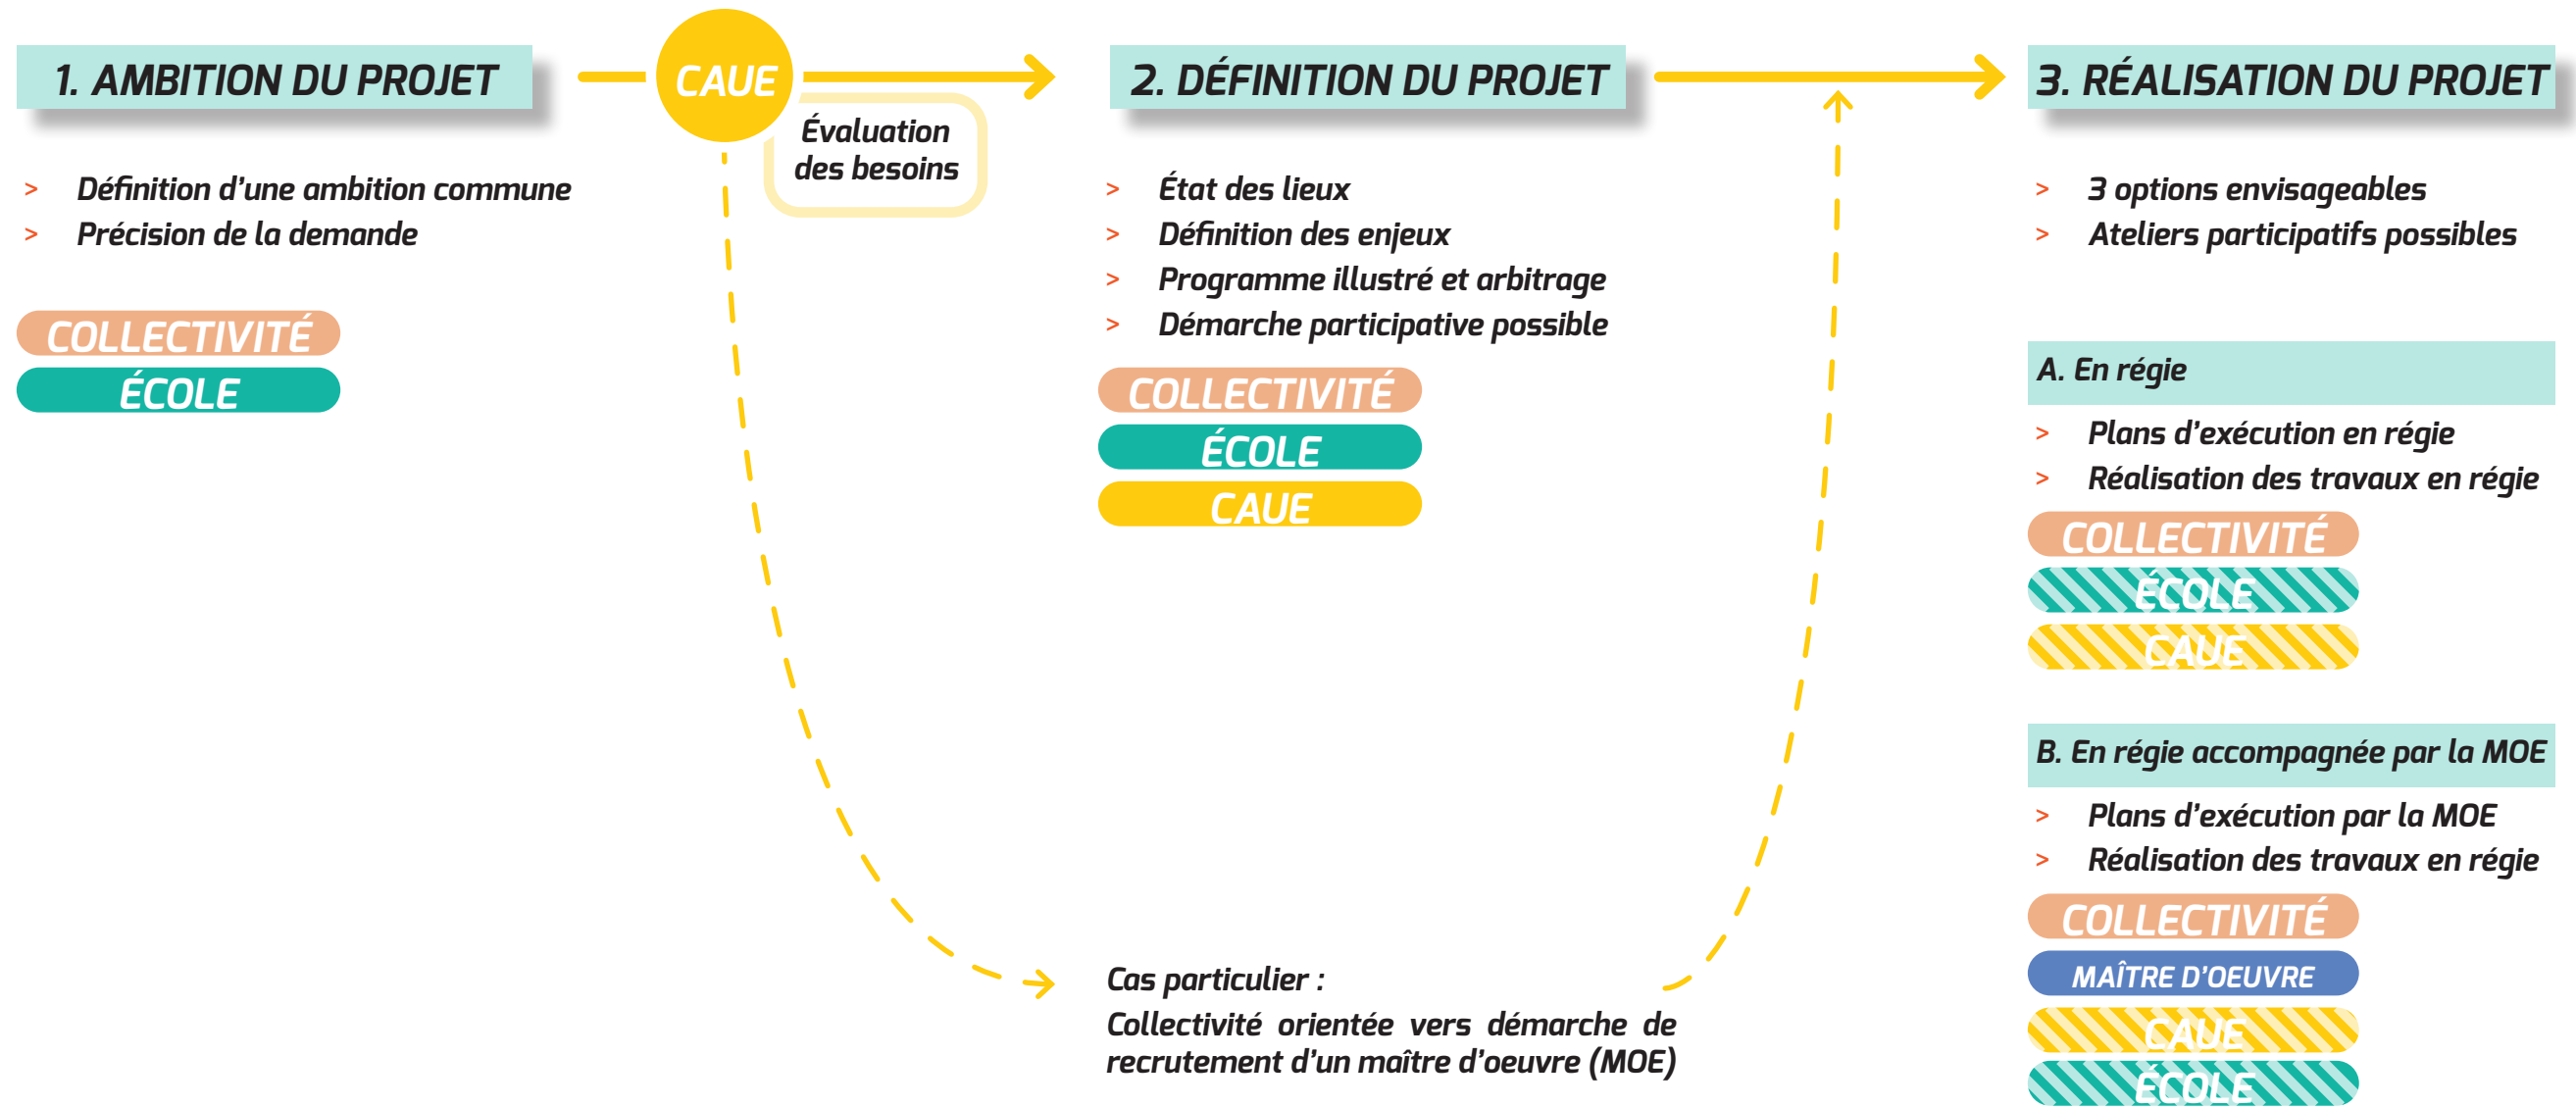 1. AMBITION DU PROJET
> Définition d’une ambition commune
> Précision de la demande
COLLECTIVITÉ
ÉCOLE
CAUE
Évaluation
des besoins
2. DÉFINITION DU PROJET
> État des lieux
> Définition des enjeux
> Programme illustré et arbitrage
> Démarche participative possible
COLLECTIVITÉ
ÉCOLE
CAUE
Cas particulier :
Collectivité orientée vers démarche de
recrutement d’un maître d’oeuvre (MOE)
3. RÉALISATION DU PROJET
> 3 options envisageables
> Ateliers participatifs possibles
A. En régie
> Plans d’exécution en régie
> Réalisation des travaux en régie
COLLECTIVITÉ
ÉCOLE
CAUE
B. En régie accompagnée par la MOE
> Plans d’exécution par la MOE
> Réalisation des travaux en régie
COLLECTIVITÉ
MAÎTRE D’OEUVRE
CAUE
ÉCOLE